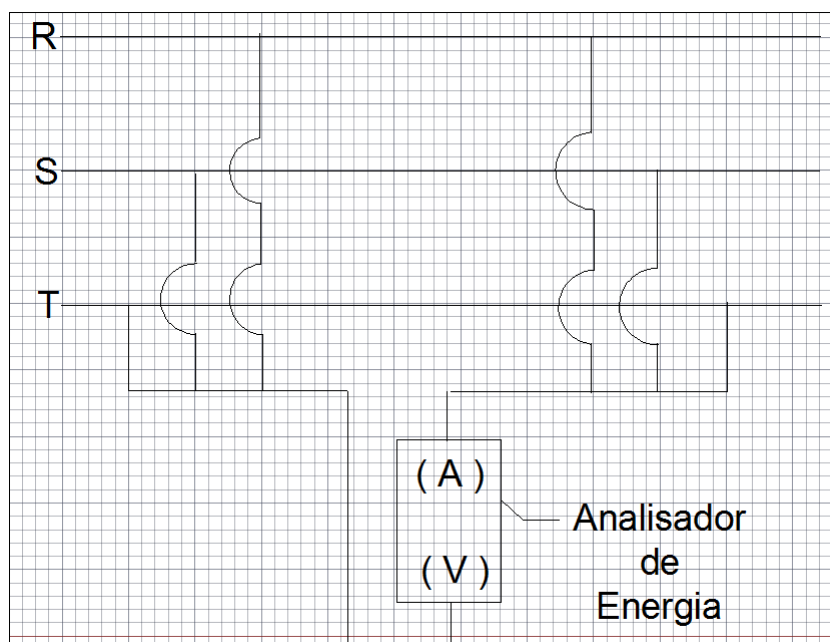 R
S
T
( A )
( V )
Analisador
de
Energia